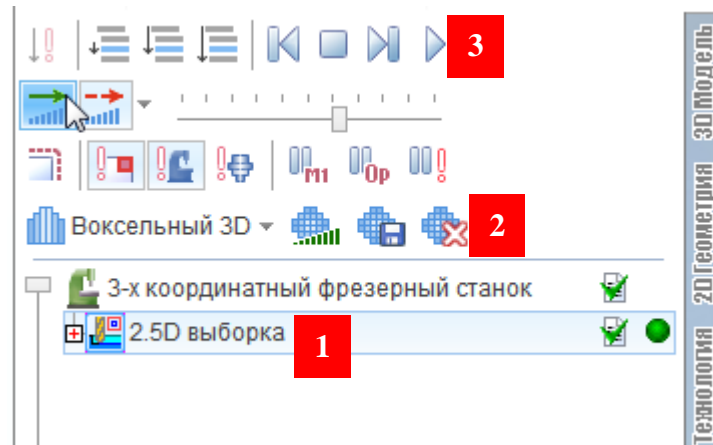 3
M1 Op
Воксельный 3D 2
3-х координатный фрезерный станок
2.5D выборка 1
3D Модель
2D Геометрия
Технология